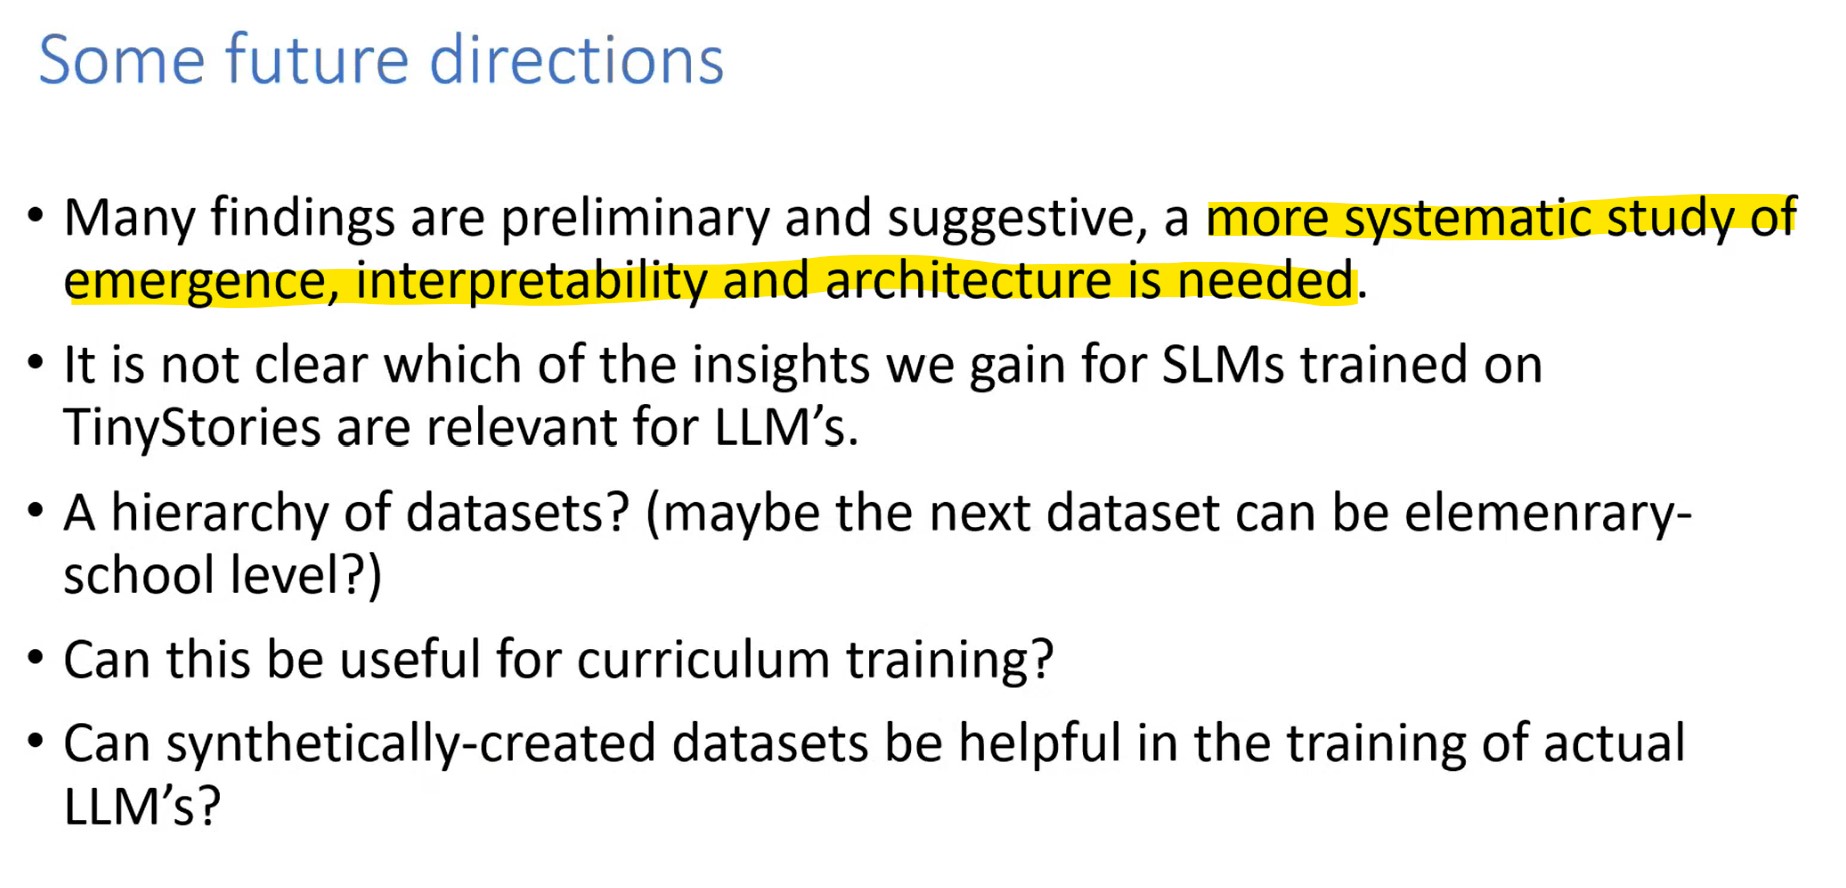 Some future directions
• Many findings are preliminary and suggestive, a more systematic study of
emergence, interpretability and architecture is needed.
• It is not clear which of the insights we gain for SLMs trained on
TinyStories are relevant for LLM’s.
• A hierarchy of datasets? (maybe the next dataset can be elemenrary-
school level?)
• Can this be useful for curriculum training?
• Can synthetically-created datasets be helpful in the training of actual
LLM’s?